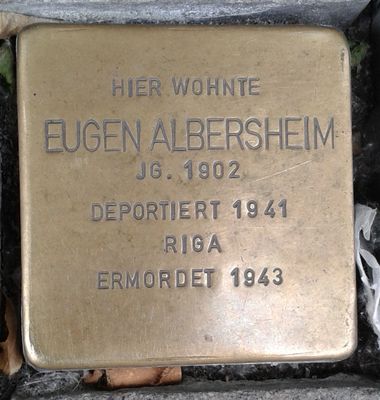 HIER WOHNTE
EUGEN ALBERSHEIM
JG. 1902
DEPORTIERT 1941
RIGA
ERMORDET 1943